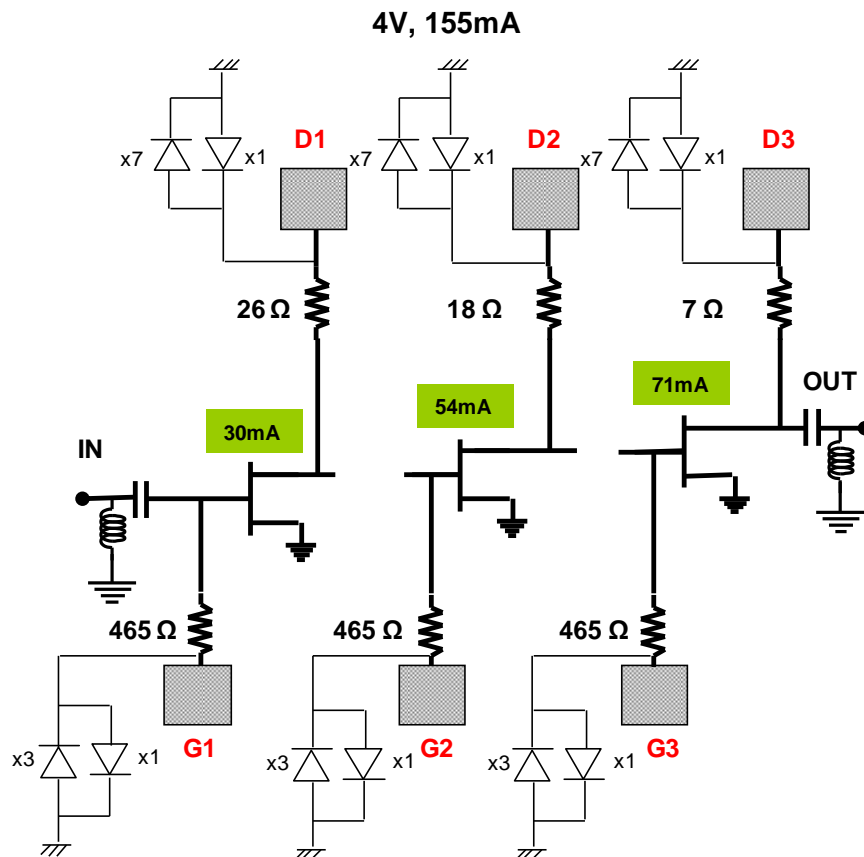 4V, 155mA
D1
D2
D3
x7
x1
x7
x1
x7
x1
26 Ω
18 Ω
7 Ω
30mA
54mA
71mA
OUT
IN
465 Ω
465 Ω
465 Ω
G1
G2
G3
x3
x1
x3
x1
x3
x1